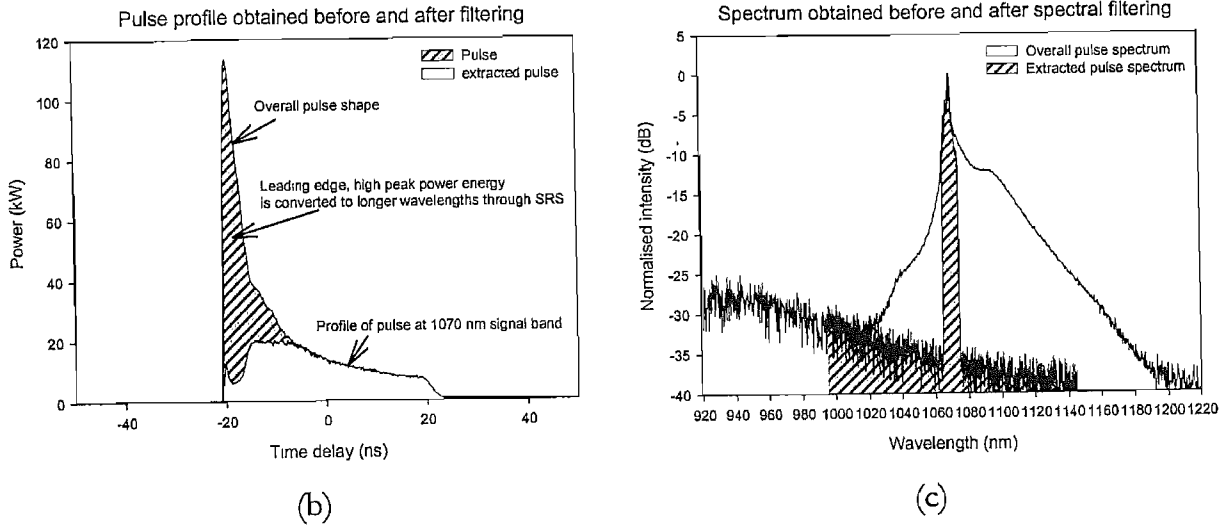 Pulse profile obtained before and after filtering
120
100
80
60
40
20
0
Power (kW)
Pulse
extracted pulse
Overall pulse shape
Leading edge, high peak power energy
is converted to longer wavelengths through SRS
Profile of pulse at 1070 nm signal band
-40
-20
0
20
40
Time delay (ns)
(b)
Spectrum obtained before and after spectral filtering
5
0
-5
-10
-15
-20
-25
-30
-35
-40
Normalised intensity (dB)
Overall pulse spectrum
Extracted pulse spectrum
920 940 960 980 1000 1020 1040 1060 1080 1100 1120 1140 1160 1180 1200 1220
Wavelength (nm)
(c)